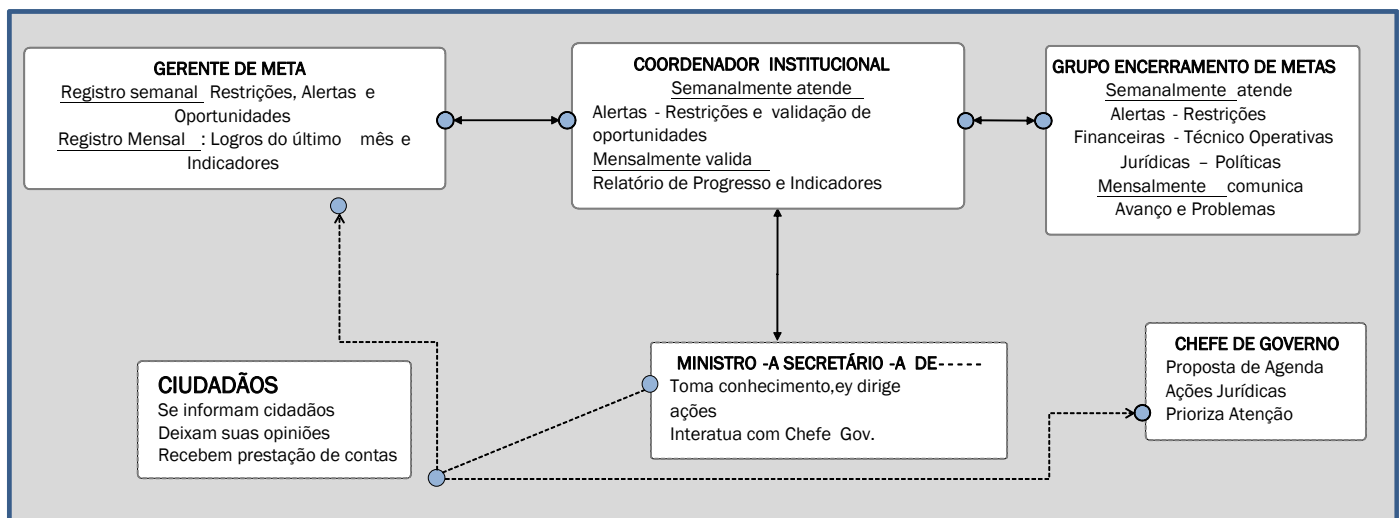 GERENTE DE META
Registro semanal Restrições, Alertas e
Oportunidades
Registro Mensal : Logros do último mês e
Indicadores
COORDENADOR INSTITUCIONAL
Semanalmente atende
Alertas - Restrições e validação de
oportunidades
Mensalmente valida
Relatório de Progresso e Indicadores
GRUPO ENCERRAMENTO DE METAS
Semanalmente atende
Alertas - Restrições
Financeiras - Técnico Operativas
Jurídicas – Políticas
Mensalmente comunica
Avanço e Problemas
CIUDADÃOS
Se informam cidadãos
Deixam suas opiniões
Recebem prestação de contas
MINISTRO -A SECRETÁRIO -A DE-----
Toma conhecimento,ey dirige
ações
Interatua com Chefe Gov.
CHEFE DE GOVERNO
Proposta de Agenda
Ações Jurídicas
Prioriza Atenção